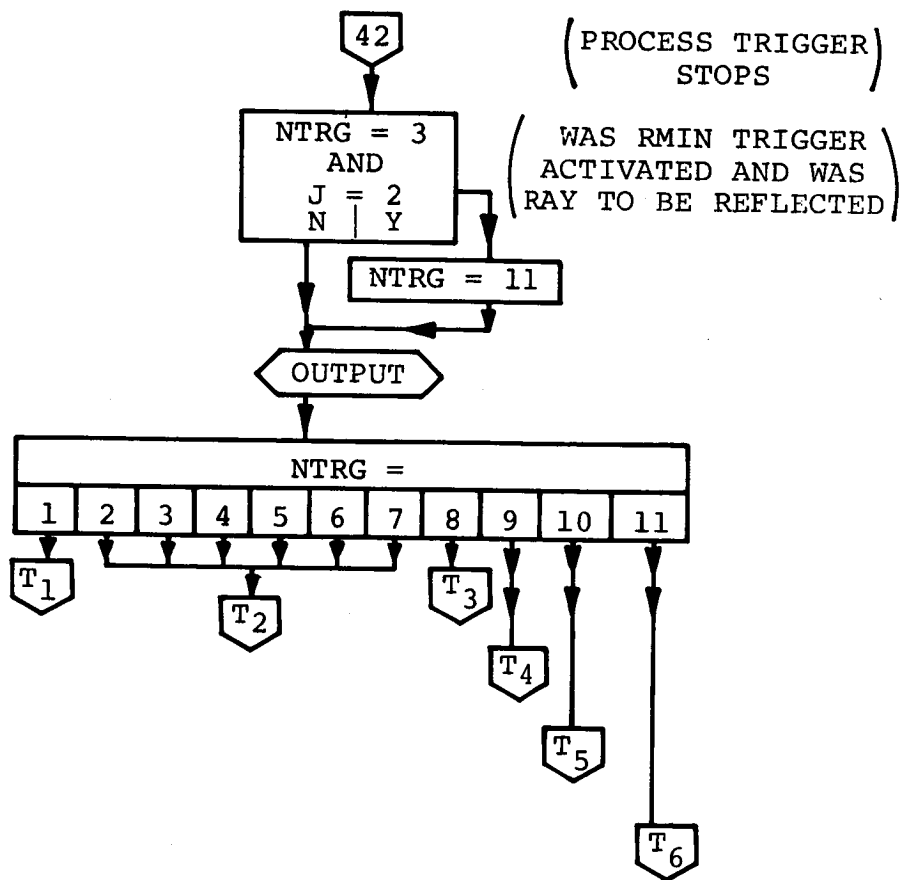 42
(PROCESS TRIGGER
STOPS)
NTRG = 3
AND
J = 2
N | Y
(WAS RMIN TRIGGER
ACTIVATED AND WAS
RAY TO BE REFLECTED)
NTRG = 11
OUTPUT
NTRG =
1 2 3 4 5 6 7 8 9 10 11
T1
T2
T3
T4
T5
T6